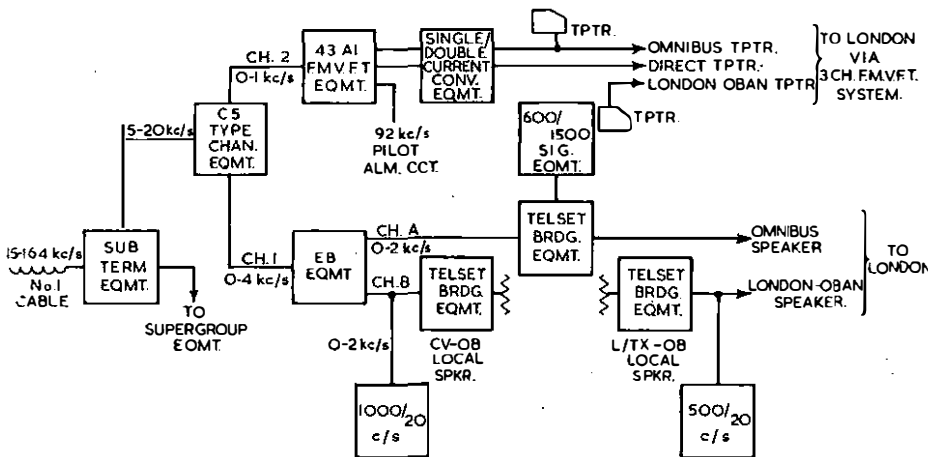 CH. 2
0-1 kc/s
43 A1
F.M.V.F.T
EQMT.
SINGLE/
DOUBLE
CURRENT
CONV.
EQMT.
TPTR.
OMNIBUS TPTR.
DIRECT TPTR.
LONDON OBAN TPTR
TO LONDON
VIA
3 CH. F.M.V.F.T.
SYSTEM.
TPTR.
92 kc/s
PILOT
ALM. CCT.
15-20kc/s
C5
TYPE
CHAN.
EQMT.
600/
1500
SIG.
EQMT.
15-164 kc/s
No.1
CABLE
SUB
TERM
EQMT.
TO
SUPERGROUP
EQMT.
CH. 1
0-4 kc/s
EB
EQMT
CH. A
0-2 kc/s
CH. B
0-2 kc/s
TELSET
BRDG.
EQMT.
OMNIBUS
SPEAKER
TELSET
BRDG.
EQMT.
CV-OB
LOCAL
SPKR.
TELSET
BRDG.
EQMT.
L/TX-OB
LOCAL
SPKR.
LONDON-OBAN
SPEAKER.
TO
LONDON
1000/20
c/s
500/20
c/s